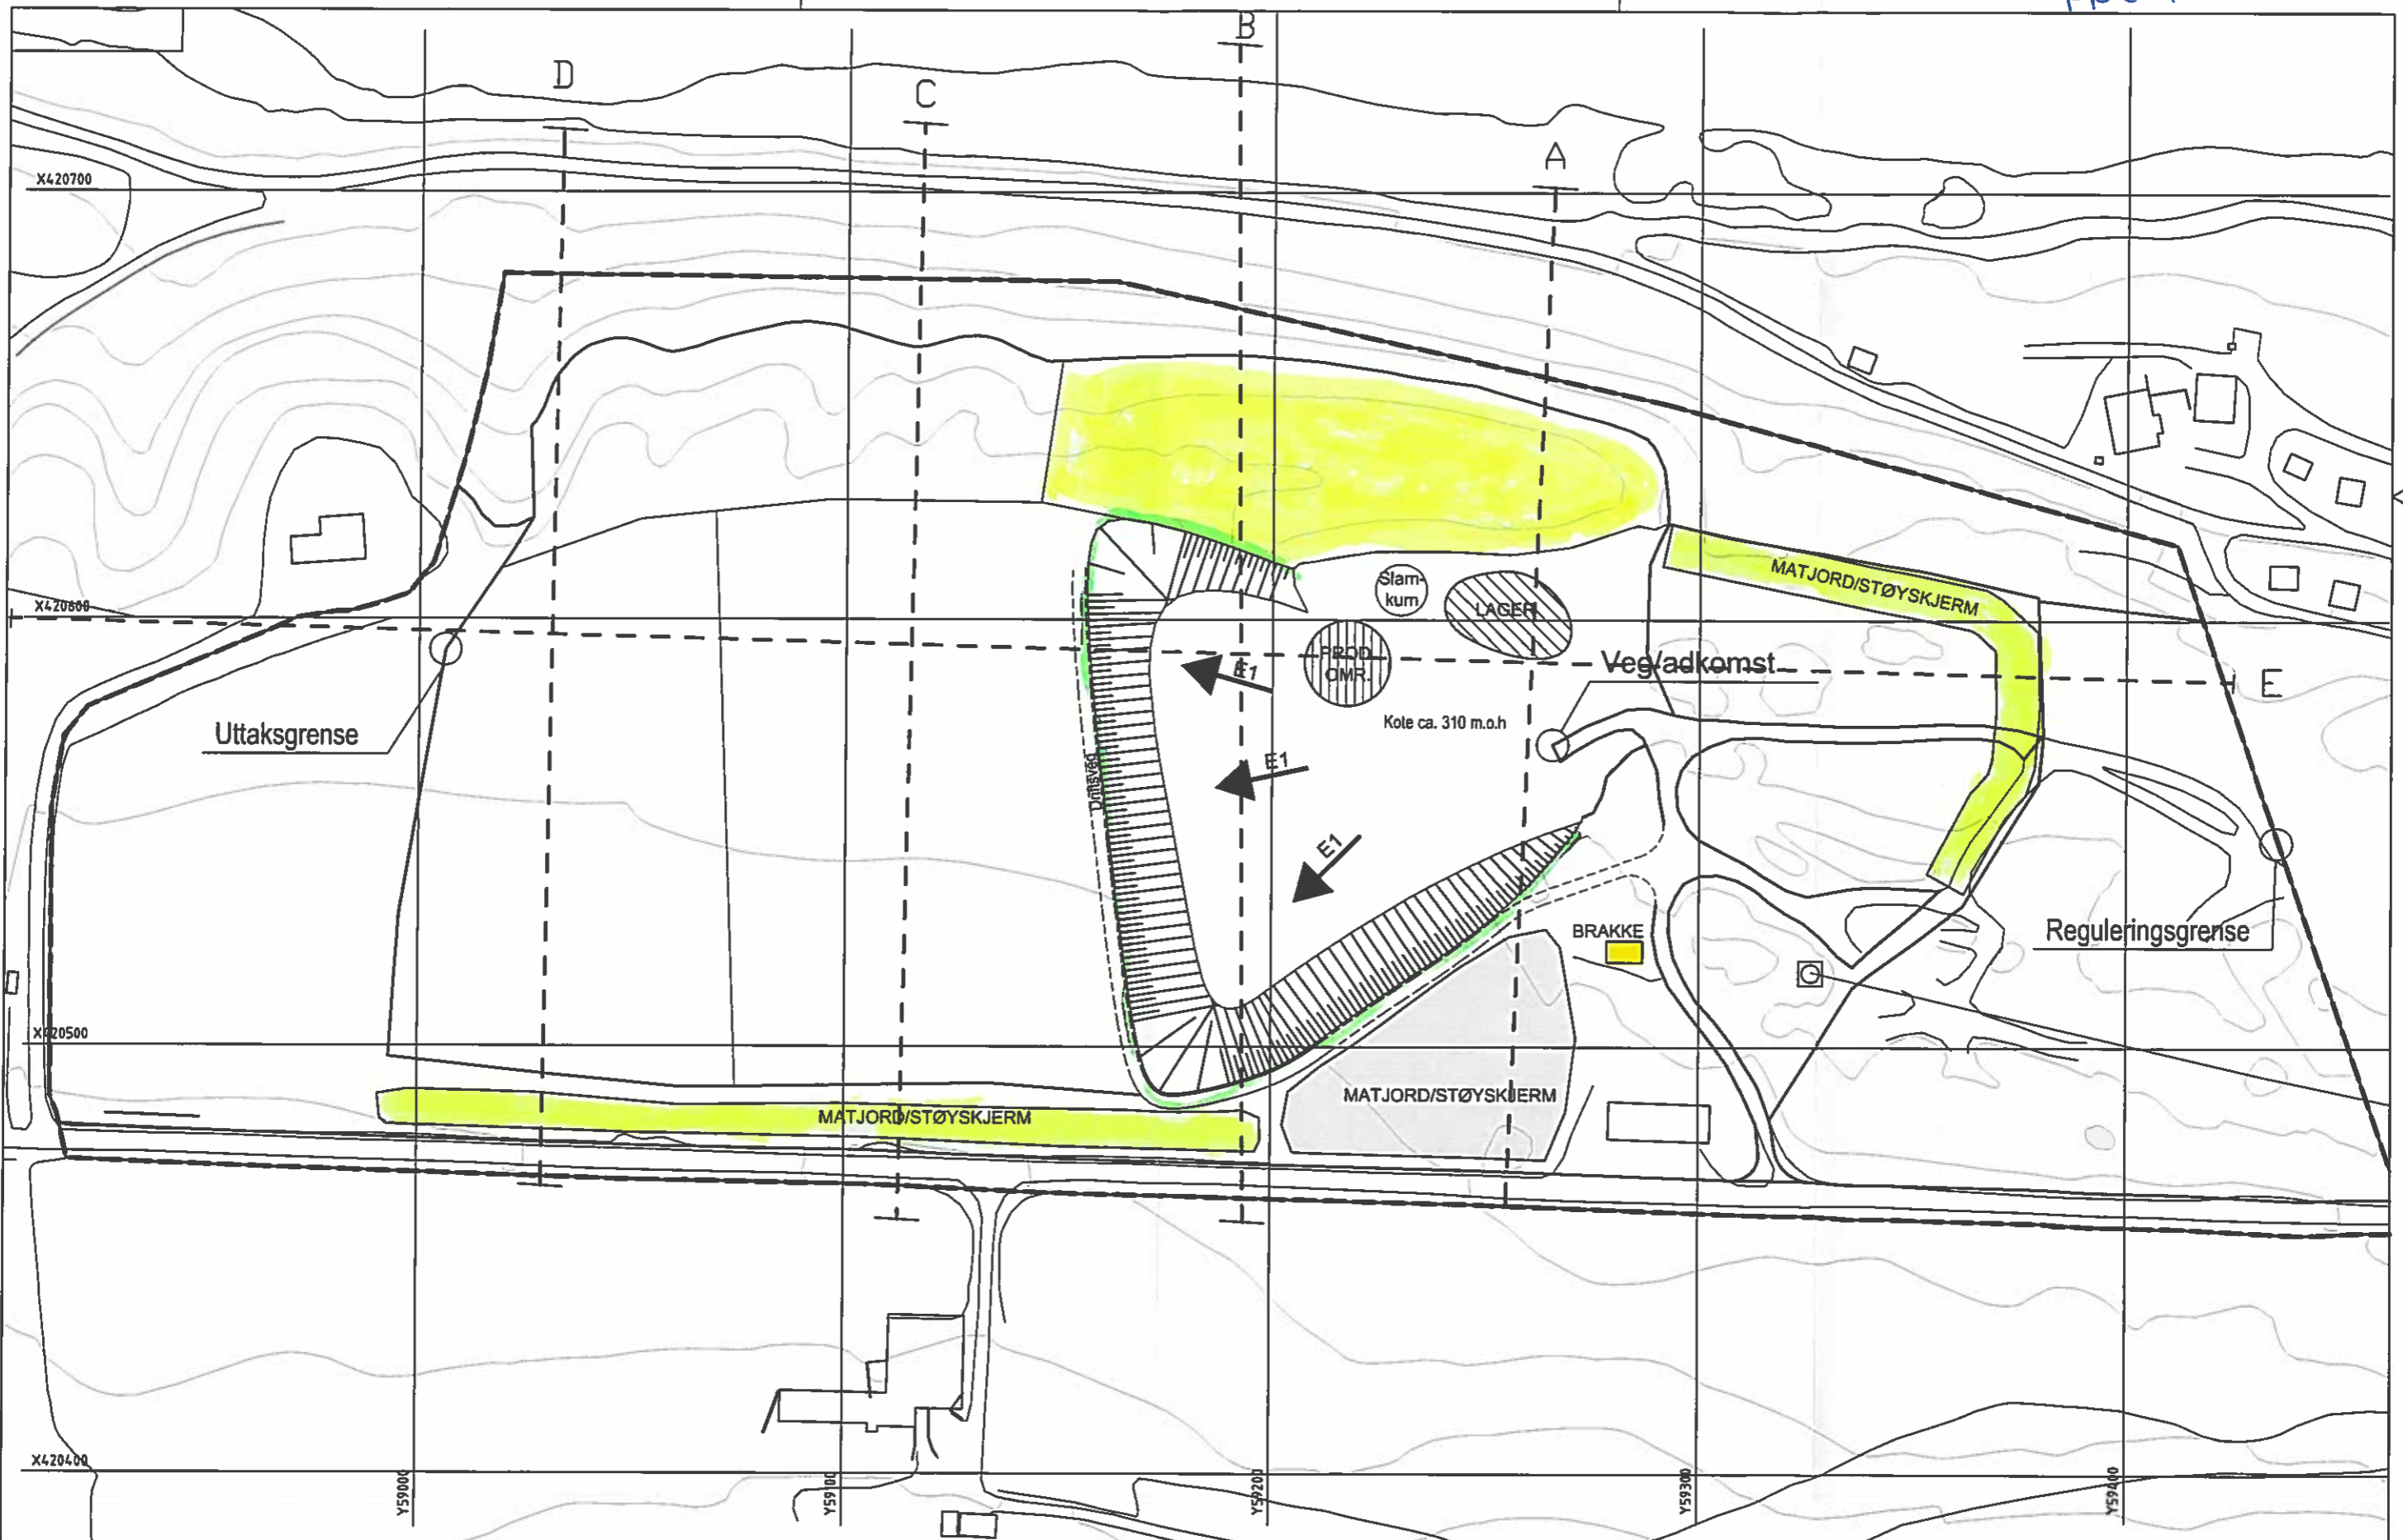 B
D
C
A
X420700
MATJORD/STØYSKJERM
Slam-
kum
LAGER
X420600
PROD.
OMR.
E1
Veg/adkomst
E
Kote ca. 310 m.o.h
Uttaksgrense
E1
Driftsveg
E1
BRAKKE
Reguleringsgrense
X420500
MATJORD/STØYSKJERM
MATJORD/STØYSKJERM
X420400
Y59000
Y59100
Y59200
Y59300
Y59400